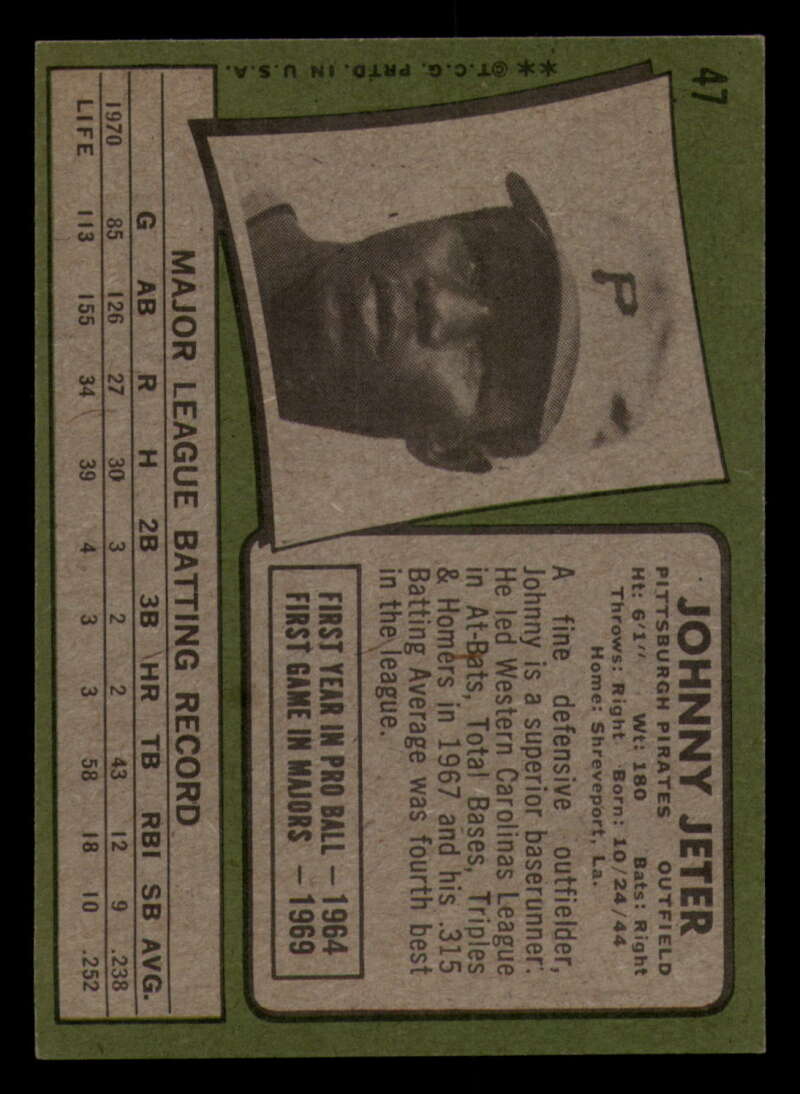 47
P
JOHNNY JETER
PITTSBURGH PIRATES OUTFIELD
Ht: 6'1" Wt: 180 Bats: Right
Throws: Right Born: 10/24/44
Home: Shreveport, La.
A fine defensive outfielder,
Johnny is a superior baserunner.
He led Western Carolinas League
in At-Bats, Total Bases, Triples
& Homers in 1967 and his .315
Batting Average was fourth best
in the league.
FIRST YEAR IN PRO BALL — 1964
FIRST GAME IN MAJORS — 1969
MAJOR LEAGUE BATTING RECORD
G AB R H 2B 3B HR TB RBI SB AVG.
1970 85 126 27 30 3 2 2 43 12 9 .238
LIFE 113 155 34 39 4 3 3 58 18 10 .252
**©T.C.G. PRTD. IN U.S.A.